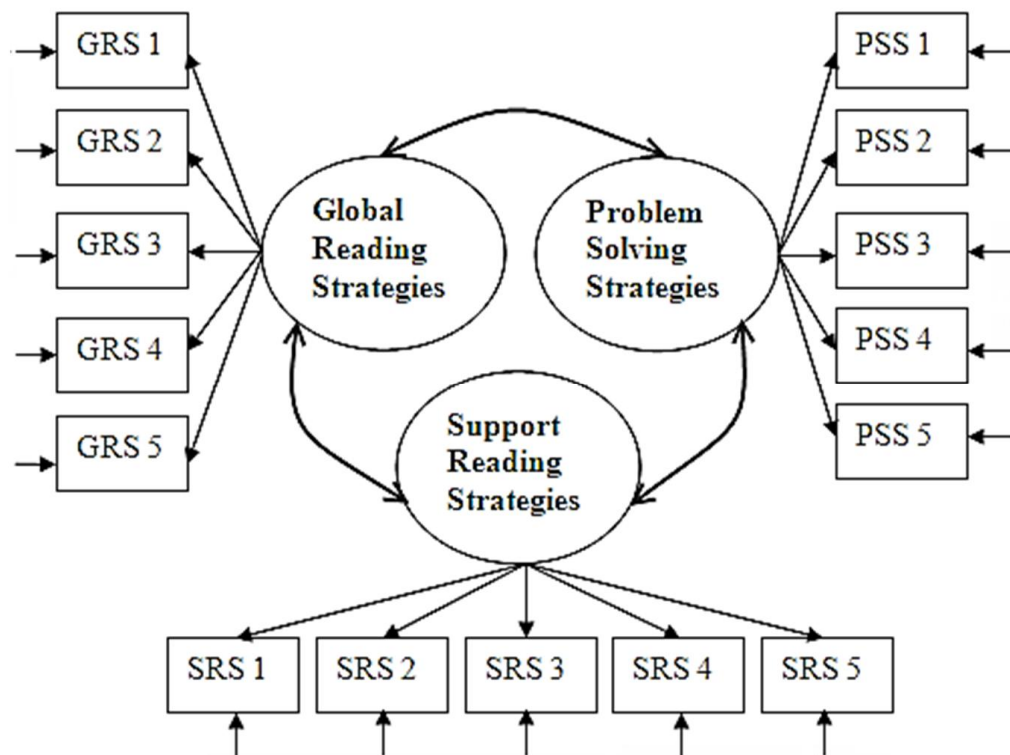 GRS 1
GRS 2
GRS 3
GRS 4
GRS 5
Global
Reading
Strategies
Problem
Solving
Strategies
PSS 1
PSS 2
PSS 3
PSS 4
PSS 5
Support
Reading
Strategies
SRS 1
SRS 2
SRS 3
SRS 4
SRS 5